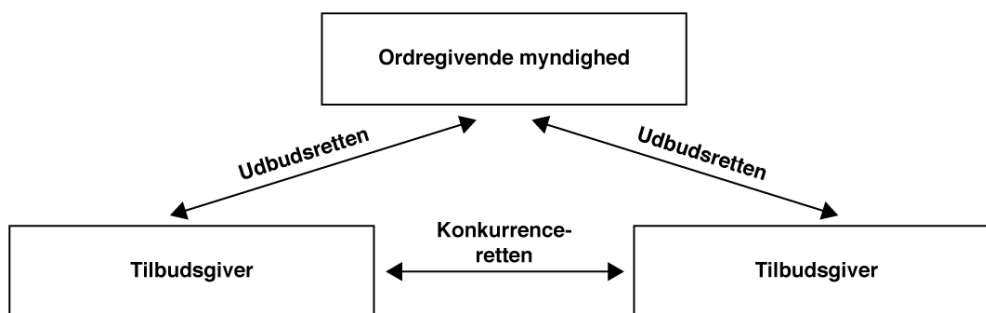 Ordregivende myndighed
Udbudsretten
Udbudsretten
Konkurrence-
retten
Tilbudsgiver
Tilbudsgiver